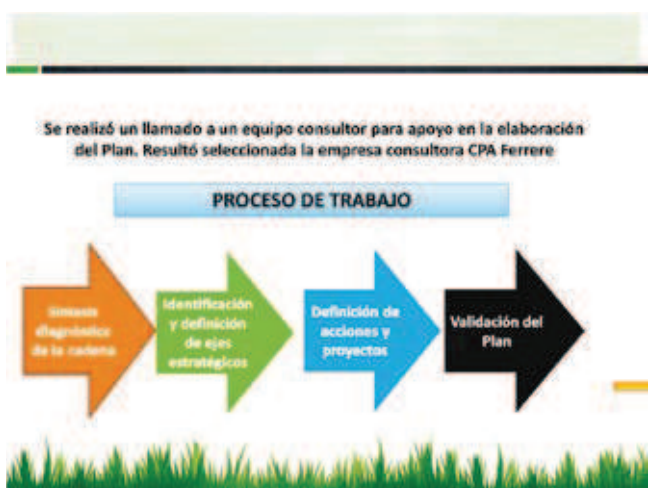 Se realizó un llamado a un equipo consultor para apoyo en la elaboración
del Plan. Resultó seleccionada la empresa consultora CPA Ferrere
PROCESO DE TRABAJO
Síntesis
diagnóstico
de la cadena
Identificación
y definición
de ejes
estratégicos
Definición de
acciones y
proyectos
Validación del
Plan